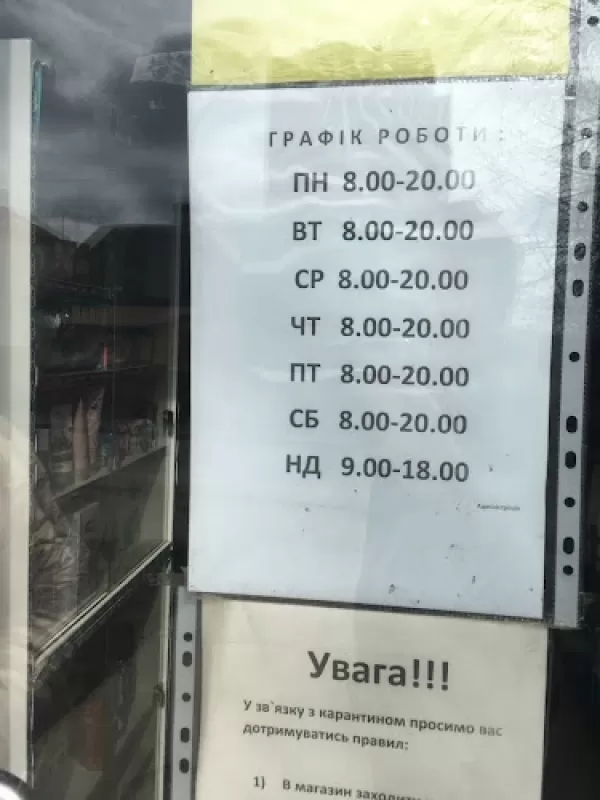 ГРАФІК РОБОТИ:
ПН 8.00-20.00
ВТ 8.00-20.00
СР 8.00-20.00
ЧТ 8.00-20.00
ПТ 8.00-20.00
СБ 8.00-20.00
НД 9.00-18.00
Адміністрація
Увага!!!
У зв`язку з карантином просимо вас
дотримуватись правил:
1) В магазин